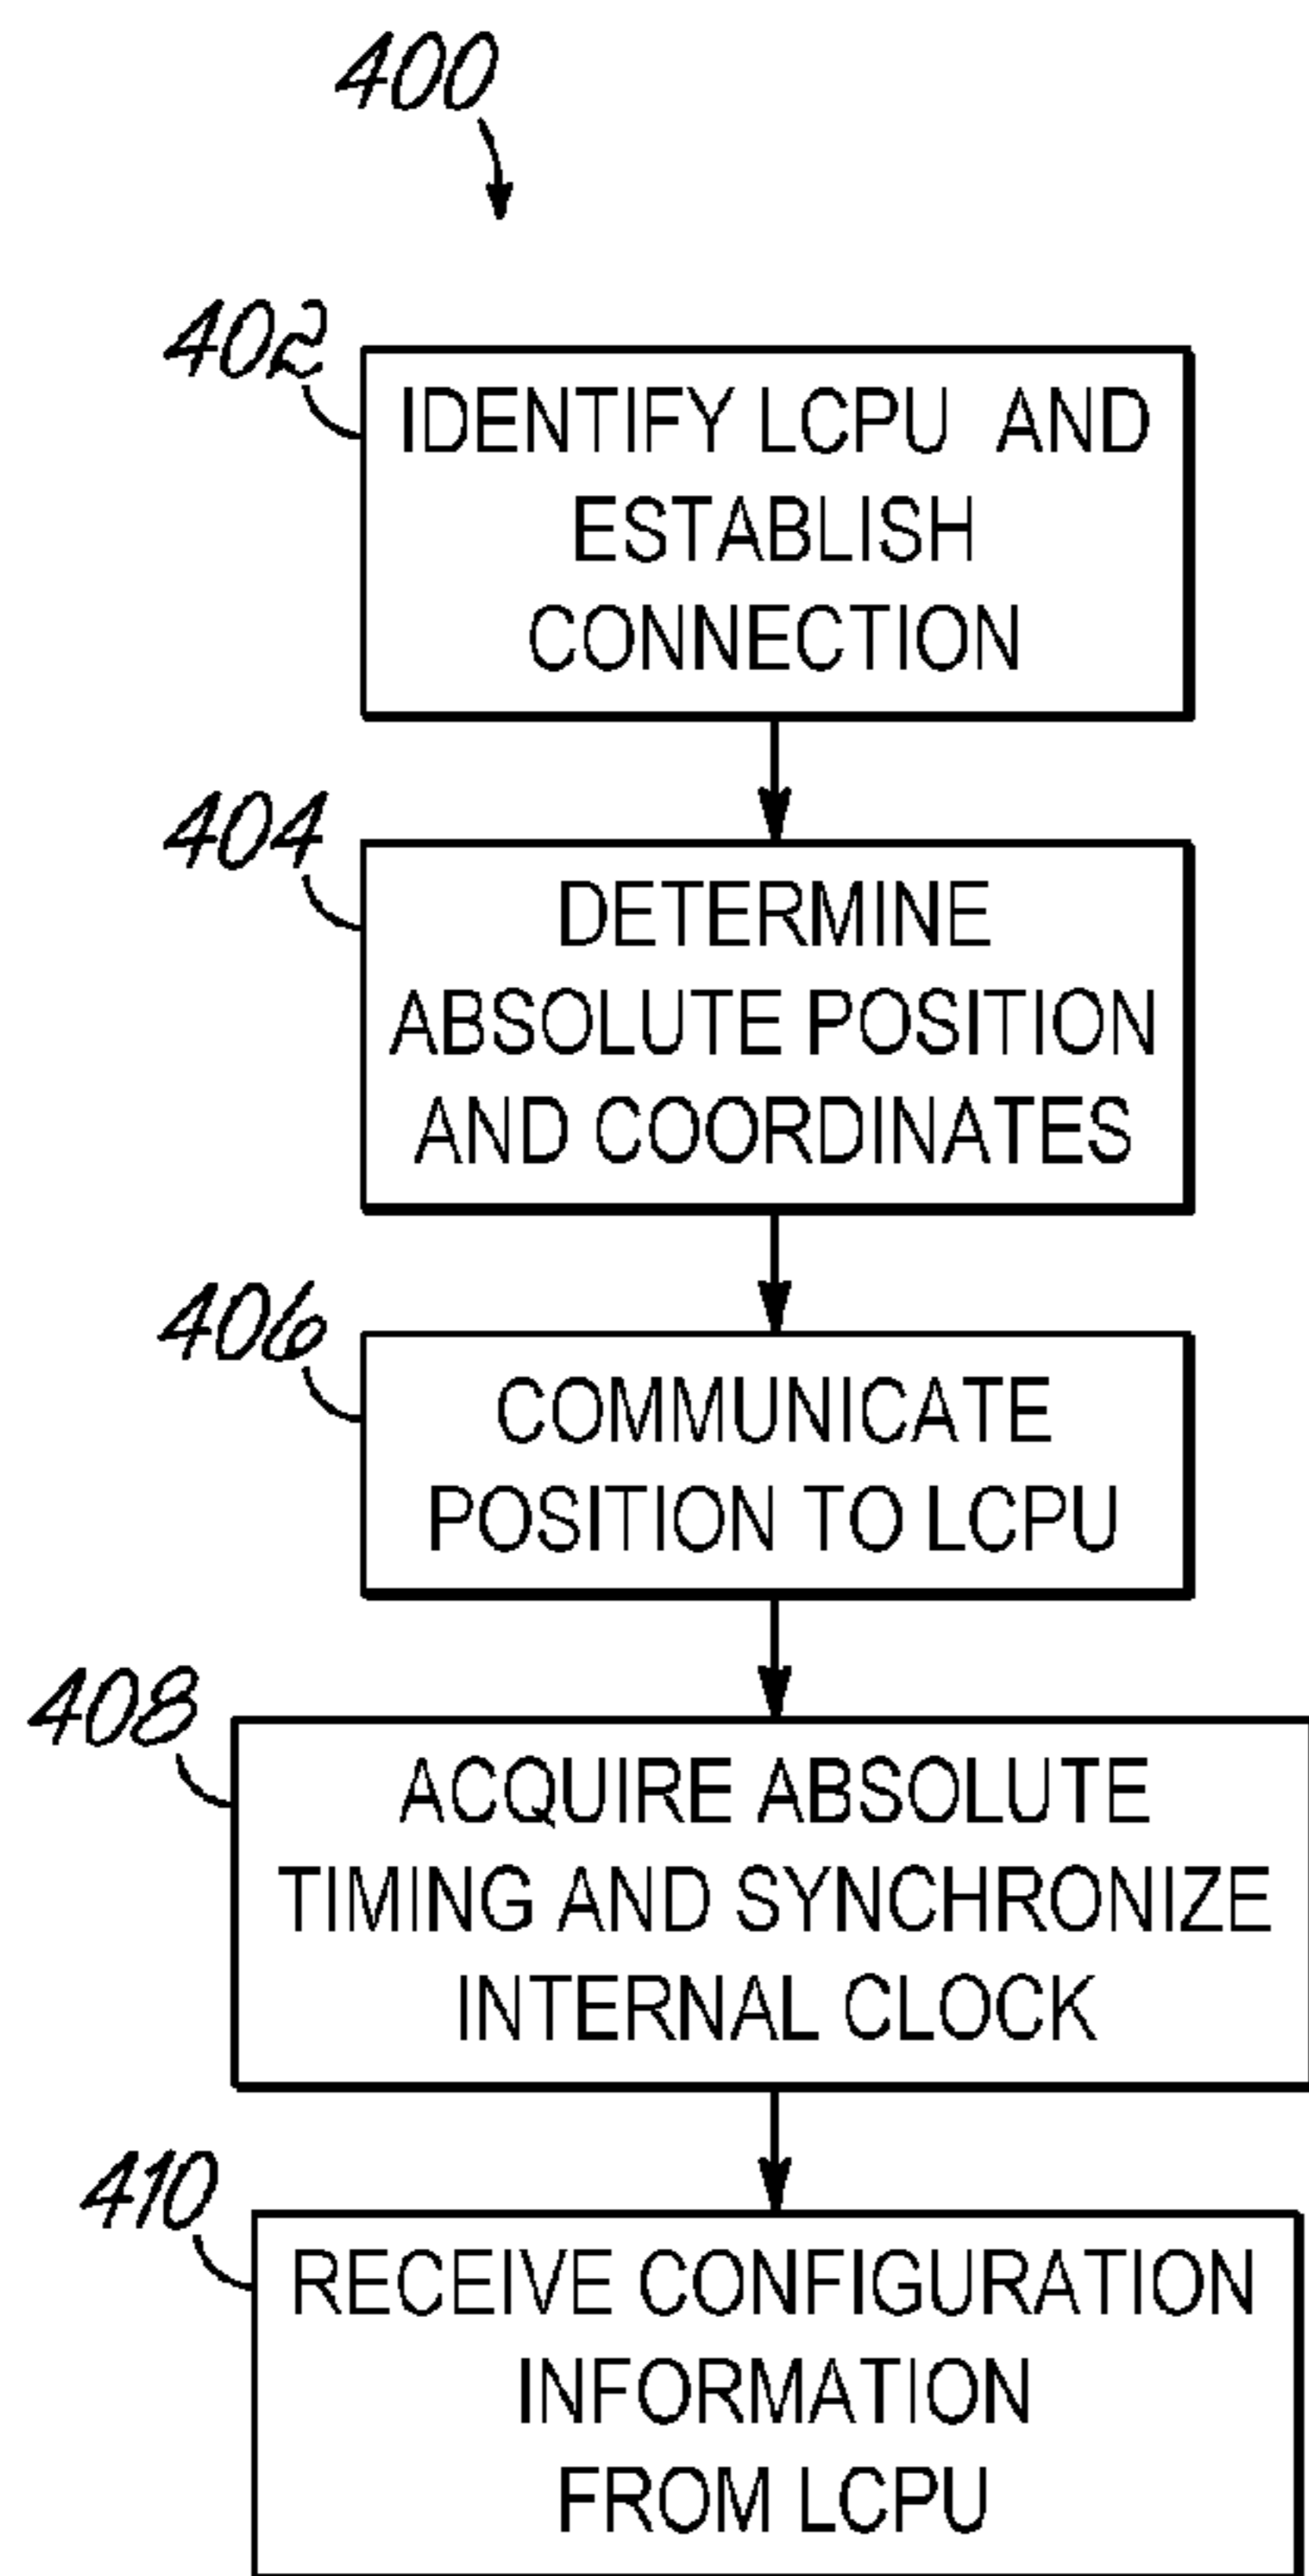 400
402
IDENTIFY LCPU AND
ESTABLISH
CONNECTION
404
DETERMINE
ABSOLUTE POSITION
AND COORDINATES
406
COMMUNICATE
POSITION TO LCPU
408
ACQUIRE ABSOLUTE
TIMING AND SYNCHRONIZE
INTERNAL CLOCK
410
RECEIVE CONFIGURATION
INFORMATION
FROM LCPU